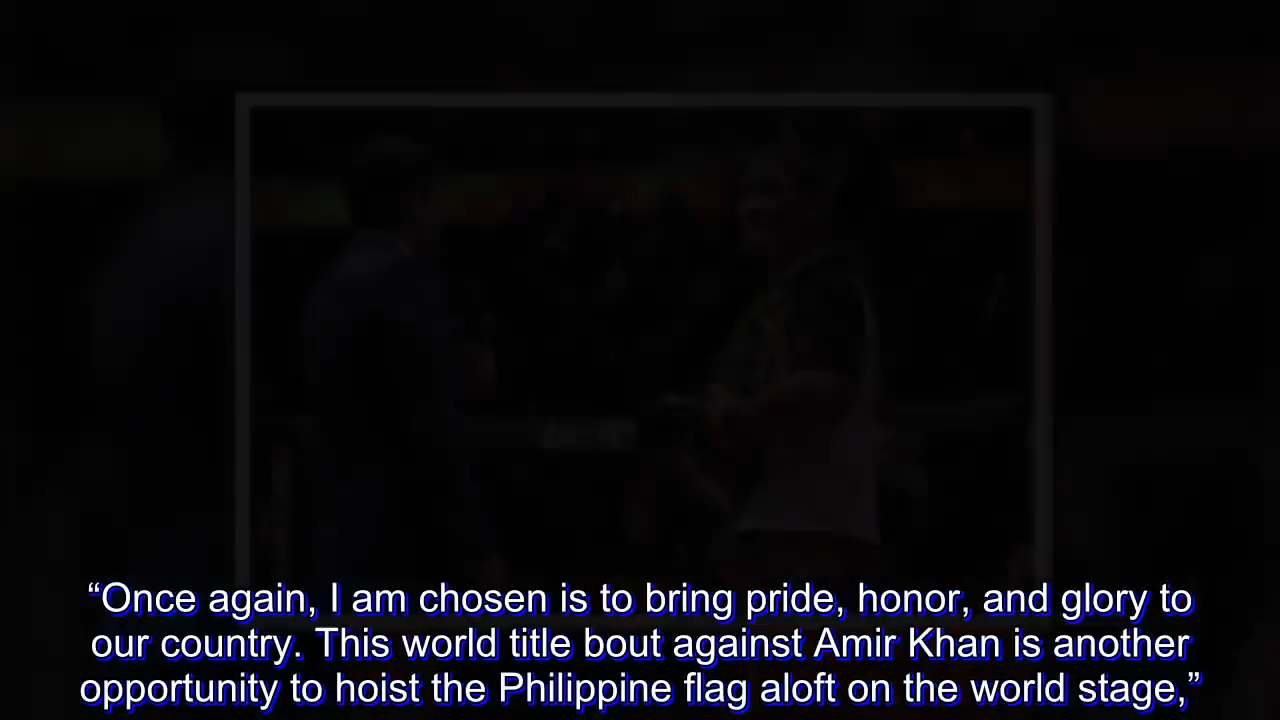 “Once again, I am chosen is to bring pride, honor, and glory to
our country. This world title bout against Amir Khan is another
opportunity to hoist the Philippine flag aloft on the world stage,”